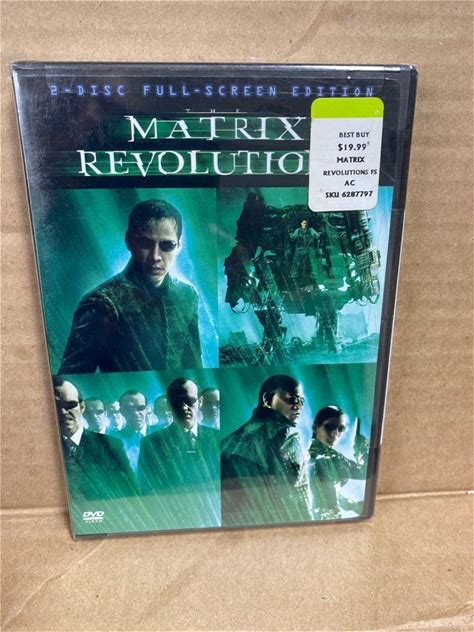 2-DISC FULL-SCREEN EDITION
THE
MATRIX
REVOLUTION
BEST BUY
$19.99
MATRIX
REVOLUTIONS FS
AC
SKU 6287797
DVD
VIDEO